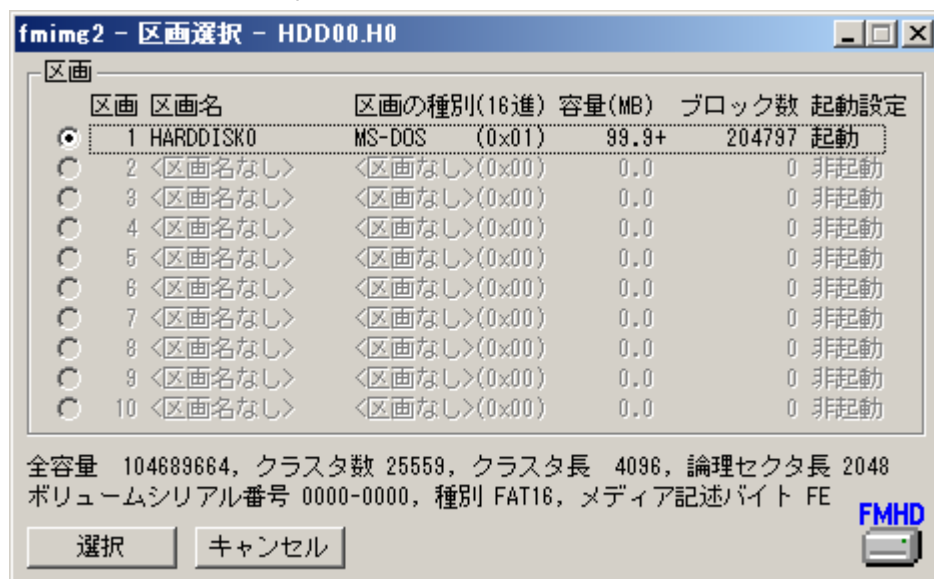 fmimg2 - 区画選択 - HDD00.H0
区画
区画 区画名 区画の種別(16進) 容量(MB) ブロック数 起動設定
1 HARDDISK0 MS-DOS (0x01) 99.9+ 204797 起動
2 <区画名なし> <区画なし>(0x00) 0.0 0 非起動
3 <区画名なし> <区画なし>(0x00) 0.0 0 非起動
4 <区画名なし> <区画なし>(0x00) 0.0 0 非起動
5 <区画名なし> <区画なし>(0x00) 0.0 0 非起動
6 <区画名なし> <区画なし>(0x00) 0.0 0 非起動
7 <区画名なし> <区画なし>(0x00) 0.0 0 非起動
8 <区画名なし> <区画なし>(0x00) 0.0 0 非起動
9 <区画名なし> <区画なし>(0x00) 0.0 0 非起動
10 <区画名なし> <区画なし>(0x00) 0.0 0 非起動
全容量 104689664, クラスタ数 25559, クラスタ長 4096, 論理セクタ長 2048
ボリュームシリアル番号 0000-0000, 種別 FAT16, メディア記述バイト FE
FMHD
選択 キャンセル